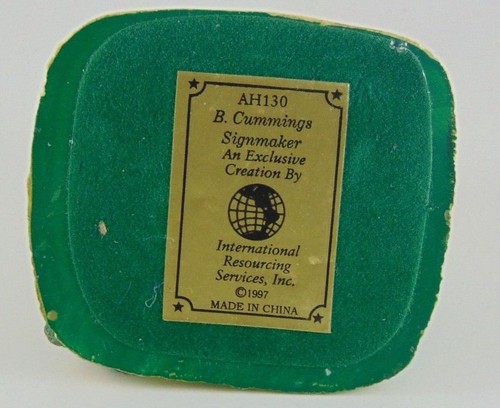 AH130
B. Cummings
Signmaker
An Exclusive
Creation By
International
Resourcing
Services, Inc.
©1997
MADE IN CHINA